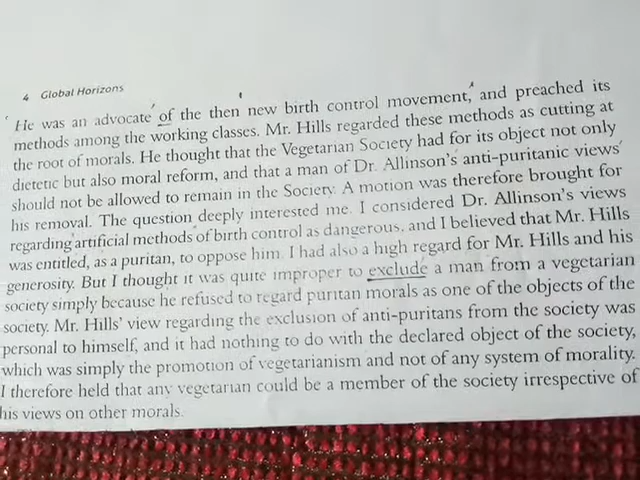 4 Global Horizons
He was an advocate of the then new birth control movement, and preached its
methods among the working classes. Mr. Hills regarded these methods as cutting at
the root of morals. He thought that the Vegetarian Society had for its object not only
dietetic but also moral reform, and that a man of Dr. Allinson's anti-puritanic views
should not be allowed to remain in the Society. A motion was therefore brought for
his removal. The question deeply interested me. I considered Dr. Allinson's views
regarding artificial methods of birth control as dangerous, and I believed that Mr. Hills
was entitled, as a puritan, to oppose him. I had also a high regard for Mr. Hills and his
generosity. But I thought it was quite improper to exclude a man from a vegetarian
society simply because he refused to regard puritan morals as one of the objects of the
society. Mr. Hills' view regarding the exclusion of anti-puritans from the society was
personal to himself, and it had nothing to do with the declared object of the society,
which was simply the promotion of vegetarianism and not of any system of morality.
I therefore held that any vegetarian could be a member of the society irrespective of
his views on other morals.